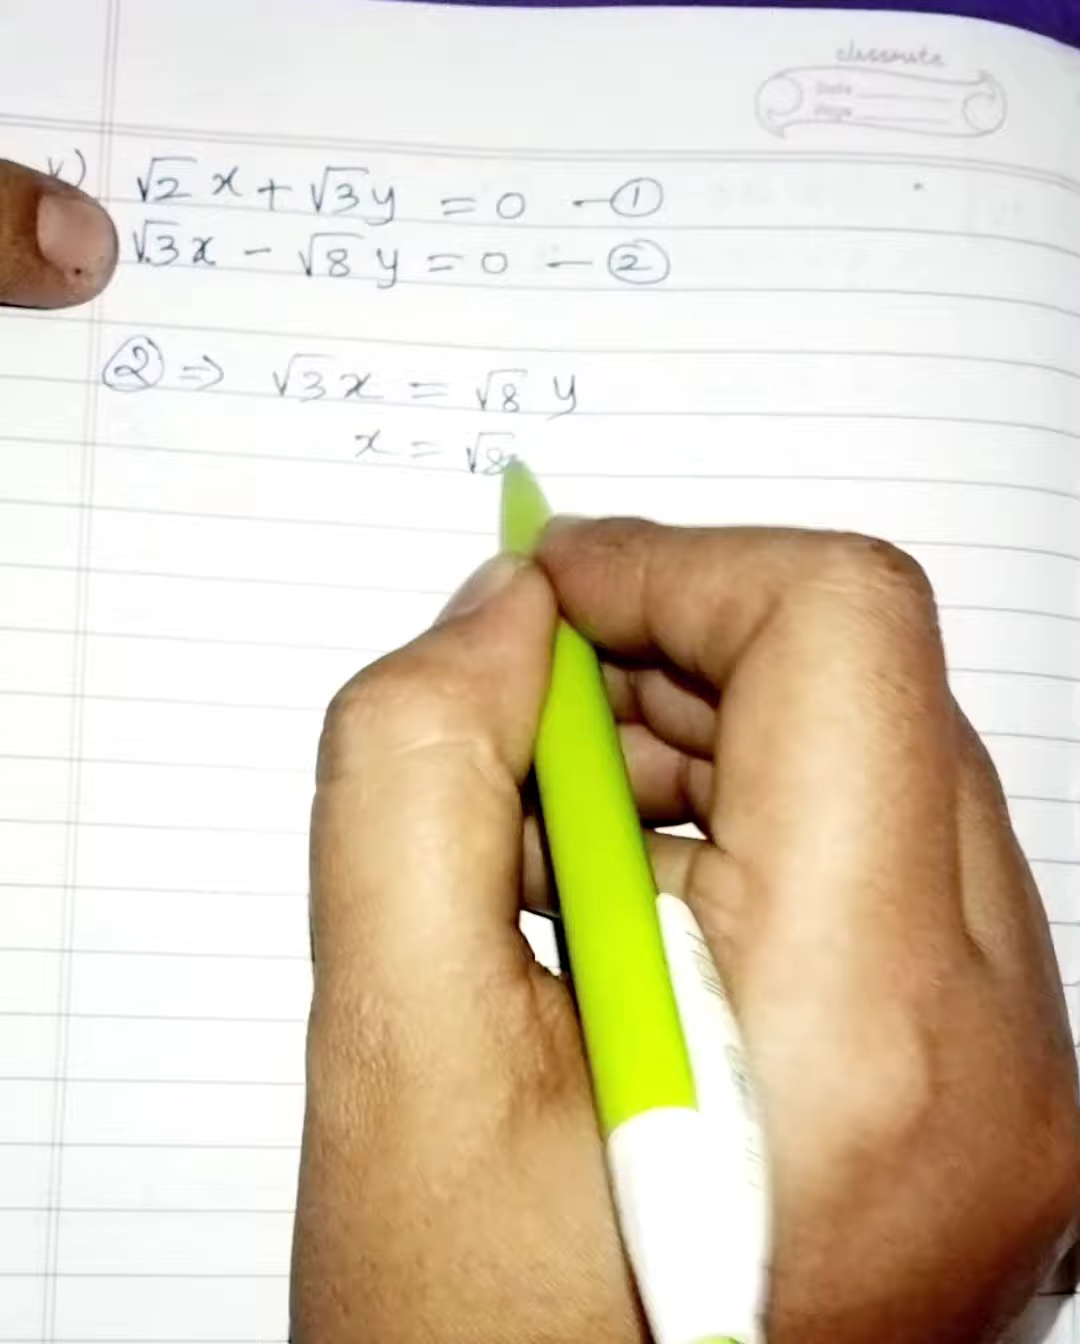 classmate
Date
Page
v) √2 x + √3 y = 0 — ①
√3 x - √8 y = 0 — ②
② ⇒ √3 x = √8 y
x = √8